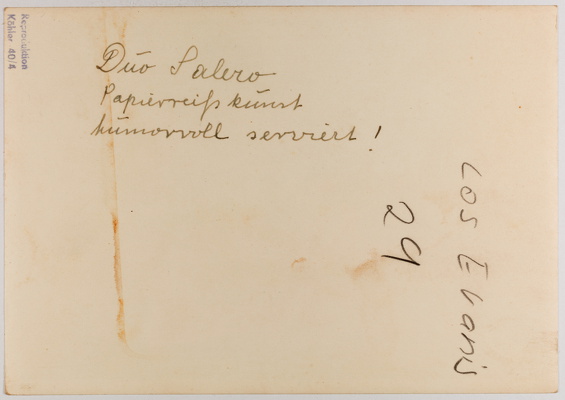 Reproduktion
Köhler 40/4
Duo Salero
Papierreißkunst
humorvoll serviert!
29
LOS Evanis